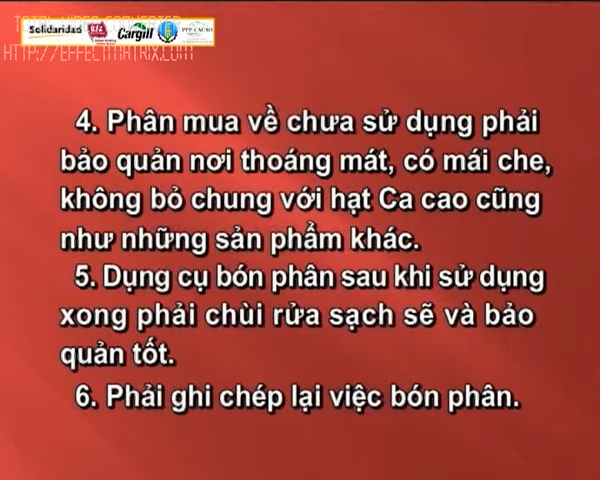 TOTAL VIDEO CONVERTER
Solidaridad
Cargill
PPP CACAO
HTTP://EFFECTMATRIX.COM
4. Phân mua về chưa sử dụng phải
bảo quản nơi thoáng mát, có mái che,
không bỏ chung với hạt Ca cao cũng
như những sản phẩm khác.
5. Dụng cụ bón phân sau khi sử dụng
xong phải chùi rửa sạch sẽ và bảo
quản tốt.
6. Phải ghi chép lại việc bón phân.